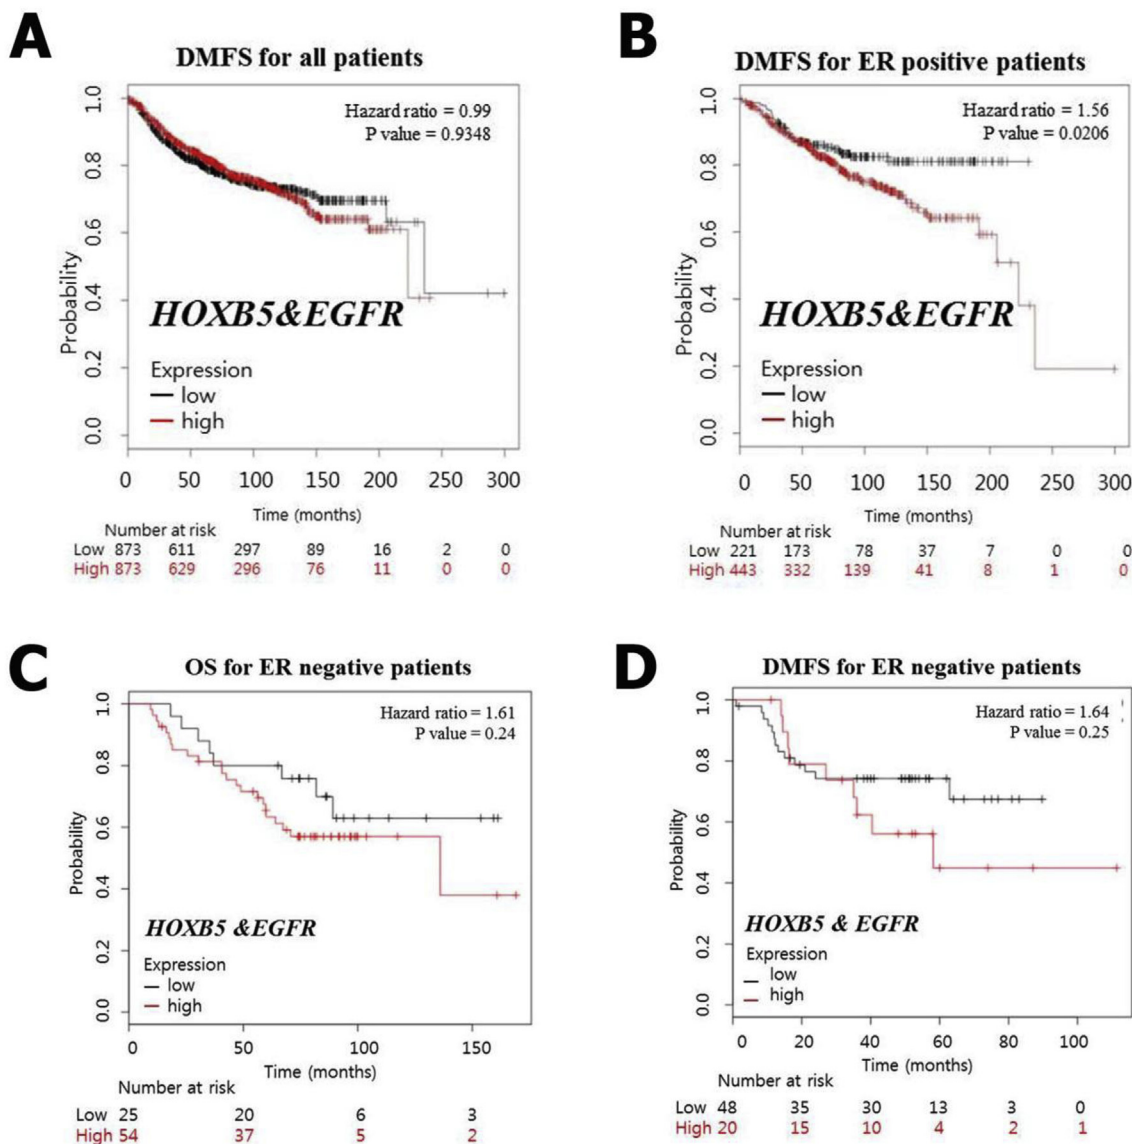 A
DMFS for all patients
Hazard ratio = 0.99
P value = 0.9348
Probability
1.0
0.8
0.6
0.4
0.2
0.0
HOXB5&EGFR
Expression
low
high
0 50 100 150 200 250 300
Time (months)
Number at risk
Low 873 611 297 89 16 2 0
High 873 629 296 76 11 0 0
B
DMFS for ER positive patients
Hazard ratio = 1.56
P value = 0.0206
Probability
1.0
0.8
0.6
0.4
0.2
0.0
HOXB5&EGFR
Expression
low
high
0 50 100 150 200 250 300
Time (months)
Number at risk
Low 221 173 78 37 7 0 0
High 443 332 139 41 8 1 0
C
OS for ER negative patients
Hazard ratio = 1.61
P value = 0.24
Probability
1.0
0.8
0.6
0.4
0.2
0.0
HOXB5 &EGFR
Expression
low
high
0 50 100 150
Time (months)
Number at risk
Low 25 20 6 3
High 54 37 5 2
D
DMFS for ER negative patients
Hazard ratio = 1.64
P value = 0.25
Probability
1.0
0.8
0.6
0.4
0.2
0.0
HOXB5 & EGFR
Expression
low
high
0 20 40 60 80 100
Time (months)
Number at risk
Low 48 35 30 13 3 0
High 20 15 10 4 2 1